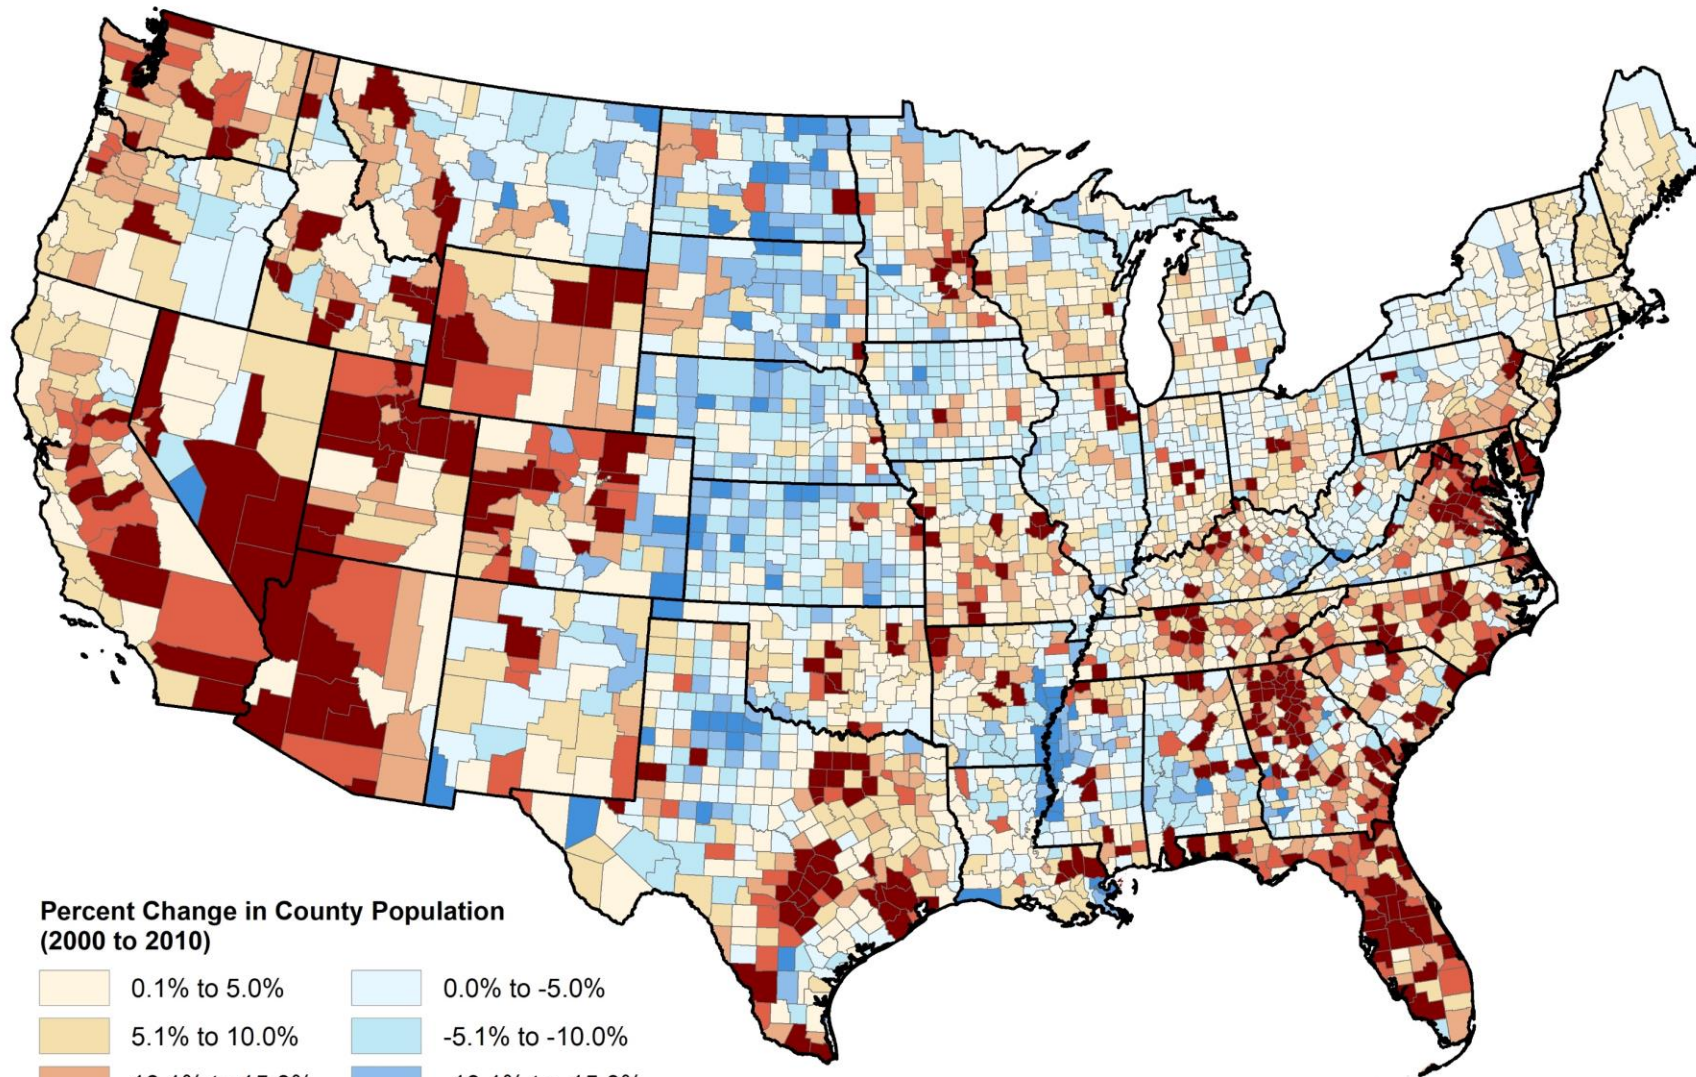 Percent Change in County Population
(2000 to 2010)
0.1% to 5.0%
0.0% to -5.0%
5.1% to 10.0%
-5.1% to -10.0%